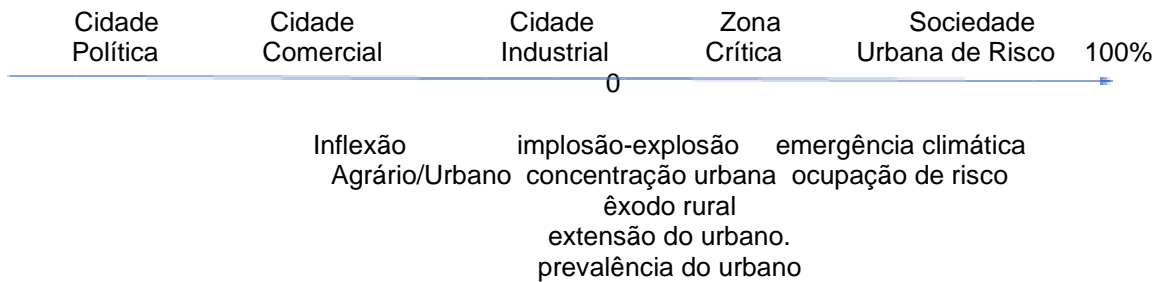 Cidade Cidade Cidade Zona Sociedade
Política Comercial Industrial Crítica Urbana de Risco 100%
0
Inflexão implosão-explosão emergência climática
Agrário/Urbano concentração urbana ocupação de risco
êxodo rural
extensão do urbano.
prevalência do urbano